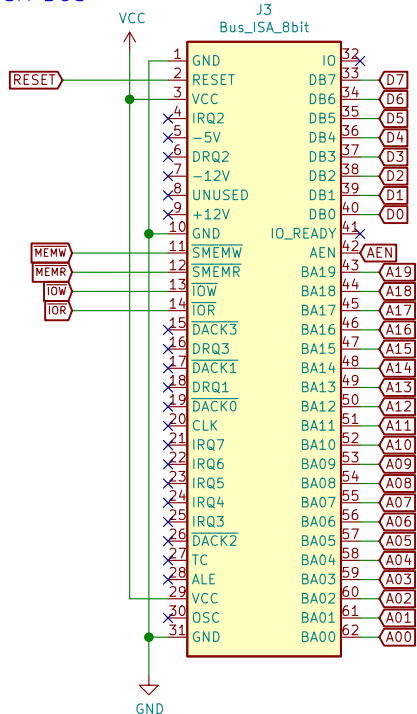 J3
Bus_ISA_8bit
VCC
1 GND IO 32
RESET 2 RESET DB7 33 D7
3 VCC DB6 34 D6
4 IRQ2 DB5 35 D5
5 -5V DB4 36 D4
6 DRQ2 DB3 37 D3
7 -12V DB2 38 D2
8 UNUSED DB1 39 D1
9 +12V DB0 40 D0
10 GND IO_READY 41
MEMW 11 SMEMW AEN 42 AEN
MEMR 12 SMEMR BA19 43 A19
IOW 13 IOW BA18 44 A18
IOR 14 IOR BA17 45 A17
15 DACK3 BA16 46 A16
16 DRQ3 BA15 47 A15
17 DACK1 BA14 48 A14
18 DRQ1 BA13 49 A13
19 DACK0 BA12 50 A12
20 CLK BA11 51 A11
21 IRQ7 BA10 52 A10
22 IRQ6 BA09 53 A09
23 IRQ5 BA08 54 A08
24 IRQ4 BA07 55 A07
25 IRQ3 BA06 56 A06
26 DACK2 BA05 57 A05
27 TC BA04 58 A04
28 ALE BA03 59 A03
29 VCC BA02 60 A02
30 OSC BA01 61 A01
31 GND BA00 62 A00
GND